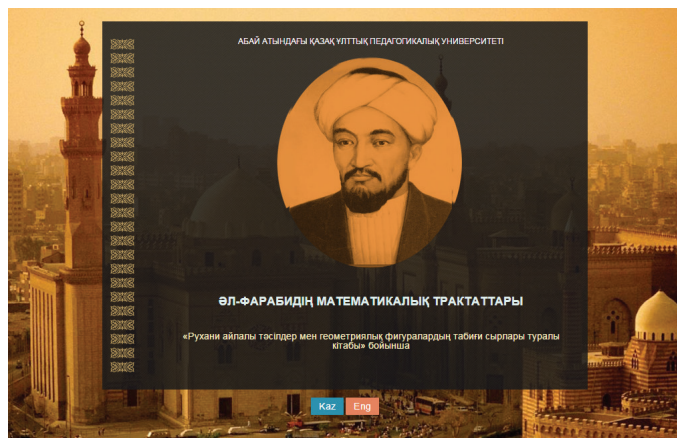 АБАЙ АТЫНДАҒЫ ҚАЗАҚ ҰЛТТЫҚ ПЕДАГОГИКАЛЫҚ УНИВЕРСИТЕТІ
ӘЛ-ФАРАБИДІҢ МАТЕМАТИКАЛЫҚ ТРАКТАТТАРЫ
«Рухани айлалы тәсілдер мен геометриялық фигуралардың табиғи сырлары туралы
кітабы» бойынша
Kaz Eng